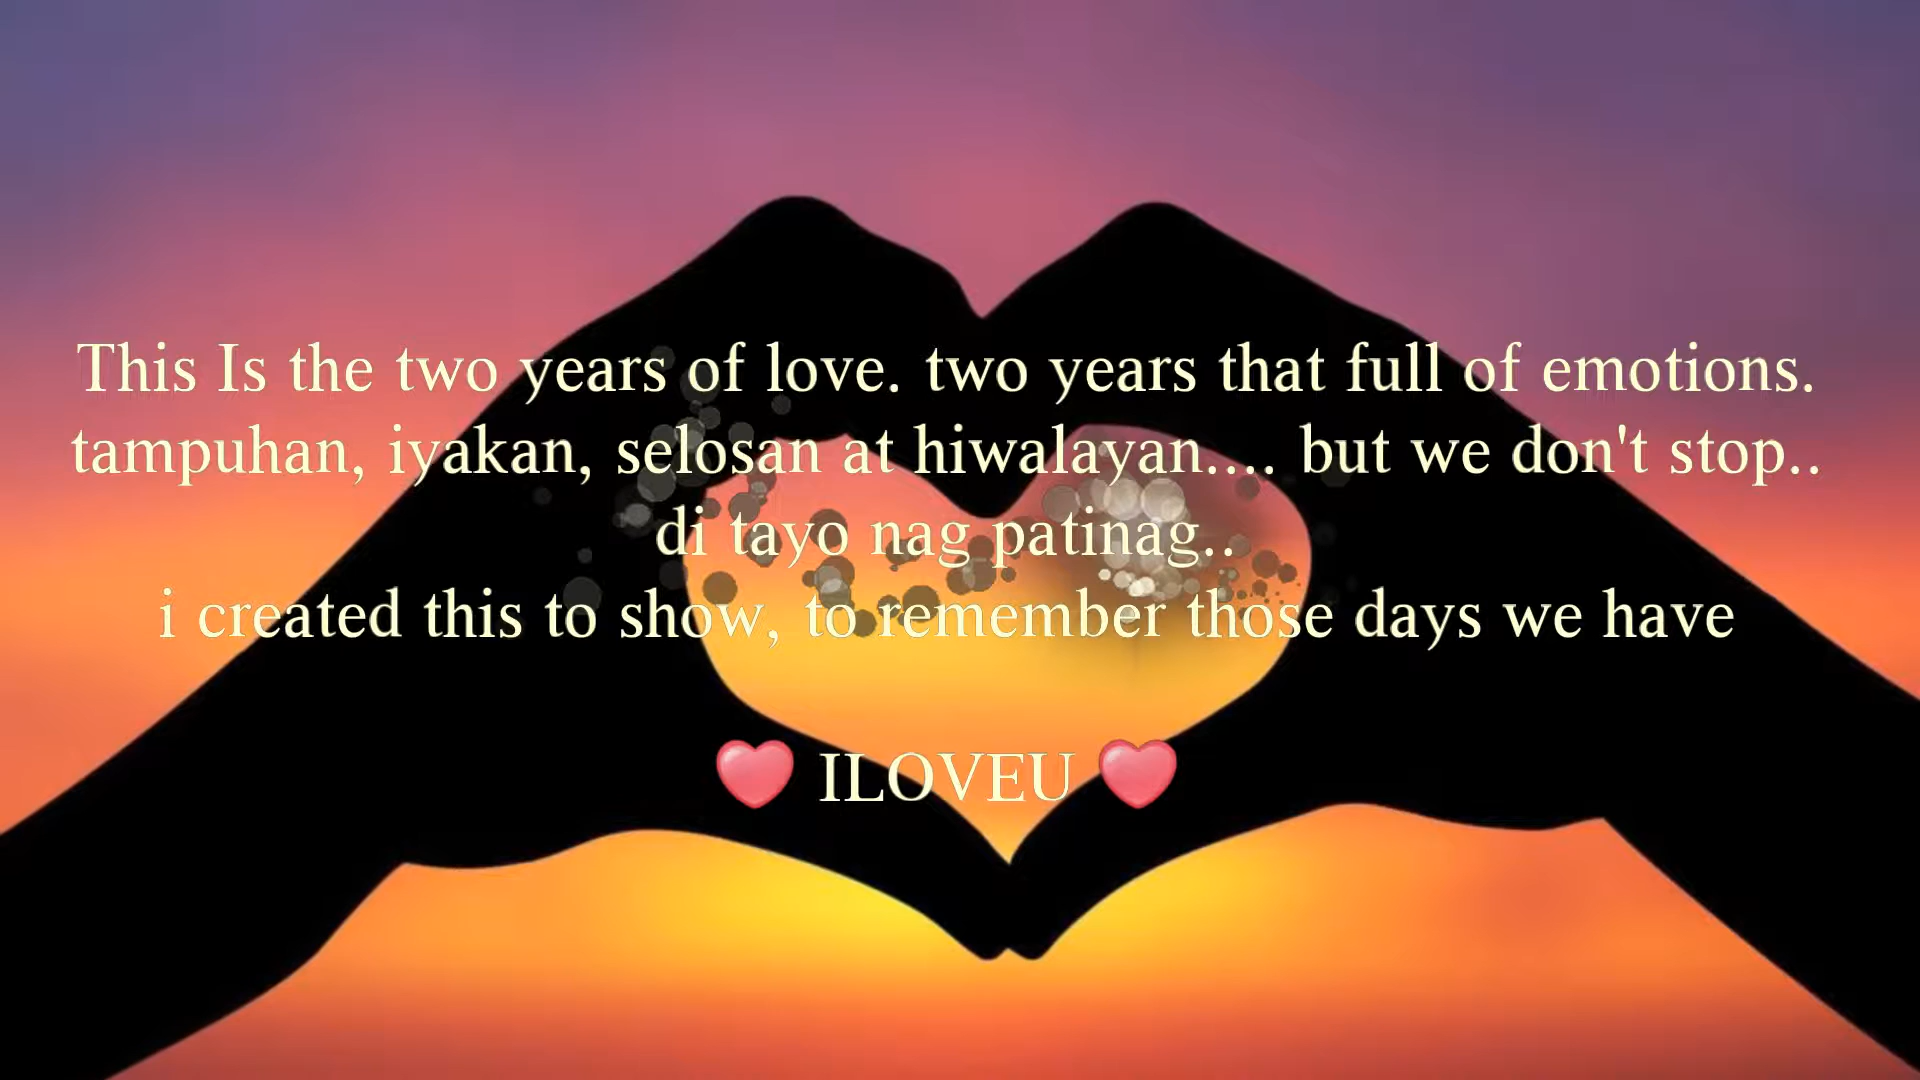 This Is the two years of love. two years that full of emotions.
tampuhan, iyakan, selosan at hiwalayan.... but we don't stop..
di tayo nag patinag..
i created this to show, to remember those days we have
❤ ILOVEU ❤